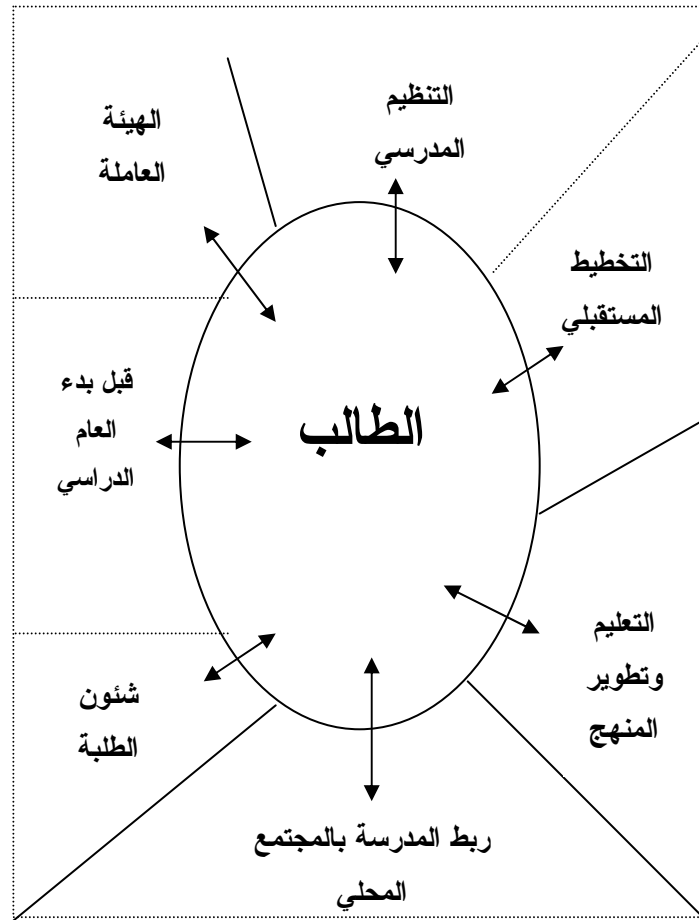 التنظيم
المدرسي
الهيئة
العاملة
التخطيط
المستقبلي
قبل بدء
العام
الدراسي
الطالب
التعليم
وتطوير
المنهج
شئون
الطلبة
ربط المدرسة بالمجتمع
المحلي